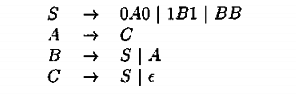 S → 0A0 | 1B1 | BB
A → C
B → S | A
C → S | ϵ